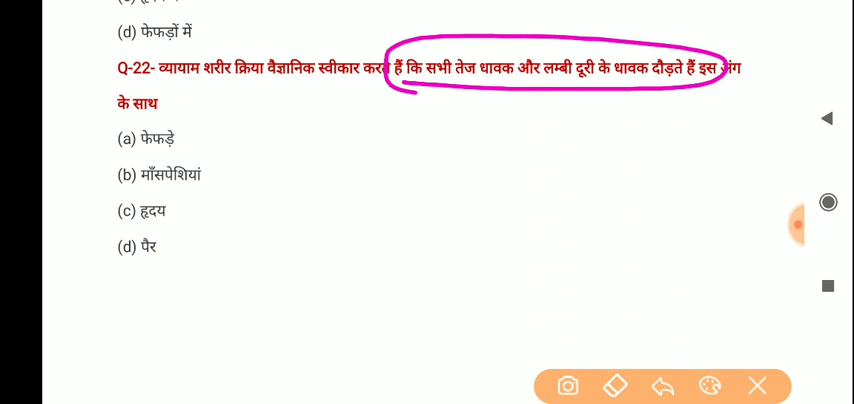 (d) फेफड़ों में
Q-22- व्यायाम शरीर क्रिया वैज्ञानिक स्वीकार करते हैं कि सभी तेज धावक और लम्बी दूरी के धावक दौड़ते हैं इस अंग
के साथ
(a) फेफड़े
(b) माँसपेशियां
(c) हृदय
(d) पैर